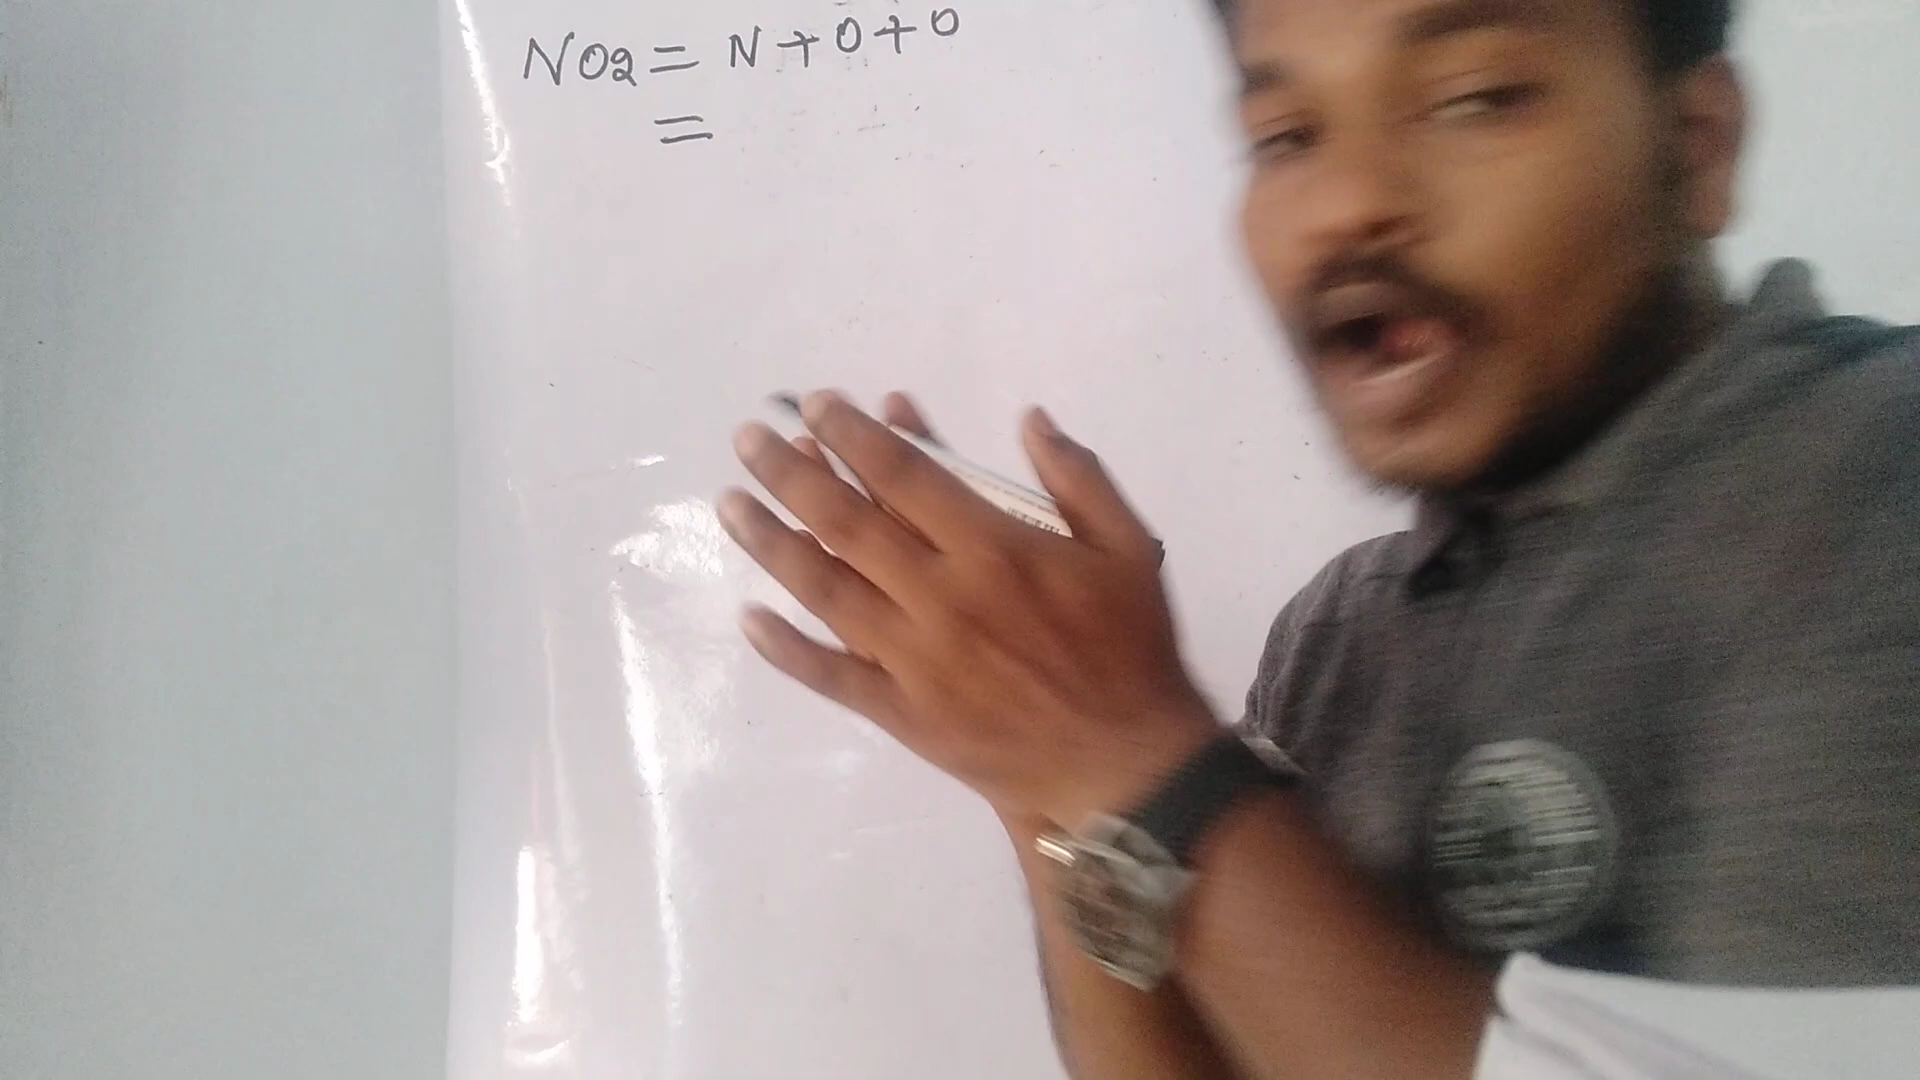 NO2 = N + O + O
=